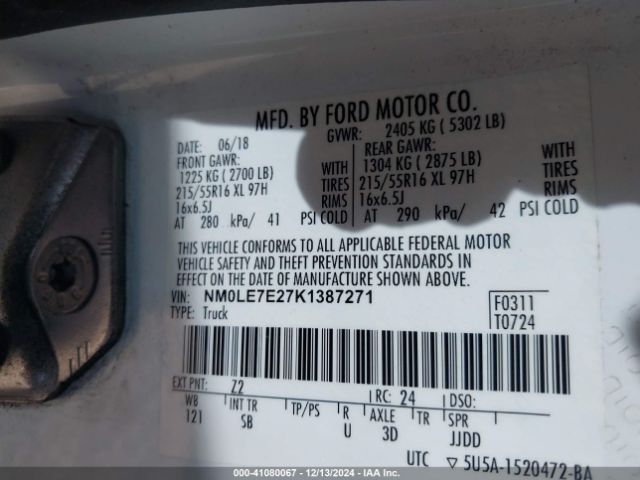 MFD. BY FORD MOTOR CO.
DATE: 06/18 GVWR: 2405 KG ( 5302 LB)
FRONT GAWR: REAR GAWR:
1225 KG ( 2700 LB) WITH 1304 KG ( 2875 LB) WITH
215/55R16 XL 97H TIRES 215/55R16 XL 97H TIRES
16x6.5J RIMS 16x6.5J RIMS
AT 280 kPa/ 41 PSI COLD AT 290 kPa/ 42 PSI COLD
THIS VEHICLE CONFORMS TO ALL APPLICABLE FEDERAL MOTOR
VEHICLE SAFETY AND THEFT PREVENTION STANDARDS IN
EFFECT ON THE DATE OF MANUFACTURE SHOWN ABOVE.
VIN: NM0LE7E27K1387271 F0311
TYPE: Truck T0724
EXT PNT: Z2 RC: 24 DSO:
WB INT TR TP/PS R AXLE TR SPR
121 SB U 3D JJDD
UTC ▽ 5U5A-1520472-BA
000-41080067 - 12/13/2024 - IAA Inc.